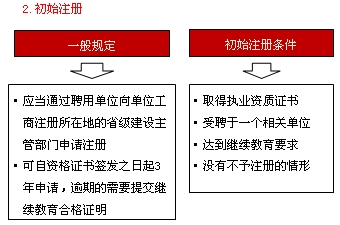 2.初始注册
一般规定
• 应当通过聘用单位向单位工
商注册所在地的省级建设主
管部门申请注册
• 可自资格证书签发之日起3
年申请，逾期的需要提交继
续教育合格证明
初始注册条件
• 取得执业资质证书
• 受聘于一个相关单位
• 达到继续教育要求
• 没有不予注册的情形